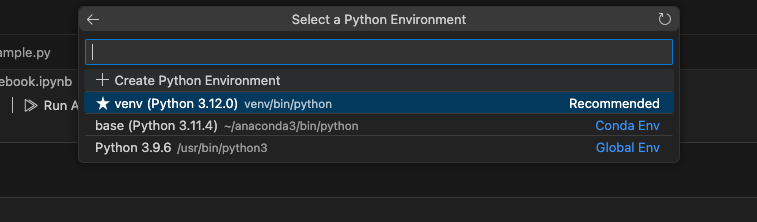 Select a Python Environment
ample.py
ebook.ipynb
Create Python Environment
Run A
venv (Python 3.12.0) venv/bin/python Recommended
base (Python 3.11.4) ~/anaconda3/bin/python Conda Env
Python 3.9.6 /usr/bin/python3 Global Env